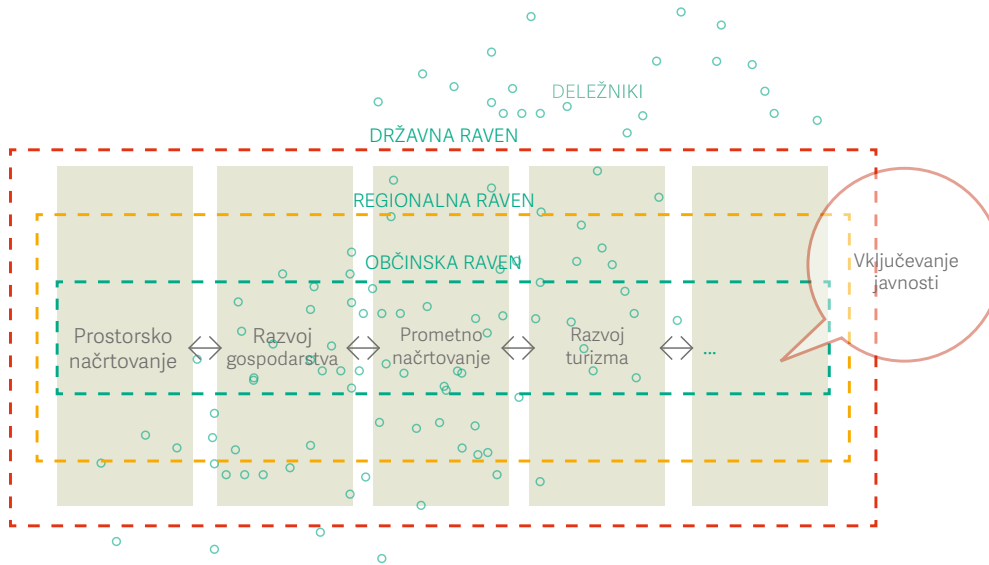 DELEŽNIKI
DRŽAVNA RAVEN
REGIONALNA RAVEN
OBČINSKA RAVEN
Vključevanje
javnosti
Prostorsko
načrtovanje
Razvoj
gospodarstva
Prometno
načrtovanje
Razvoj
turizma
...